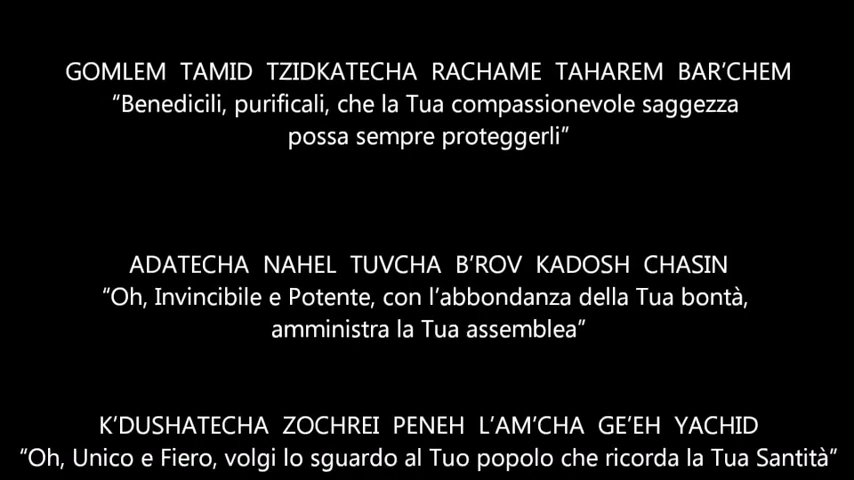 GOMLEM TAMID TZIDKATECHA RACHAME TAHAREM BAR’CHEM
“Benedicili, purificali, che la Tua compassionevole saggezza
possa sempre proteggerli”
ADATECHA NAHEL TUVCHA B’ROV KADOSH CHASIN
“Oh, Invincibile e Potente, con l’abbondanza della Tua bontà,
amministra la Tua assemblea”
K’DUSHATECHA ZOCHREI PENEH L’AM’CHA GE’EH YACHID
“Oh, Unico e Fiero, volgi lo sguardo al Tuo popolo che ricorda la Tua Santità”